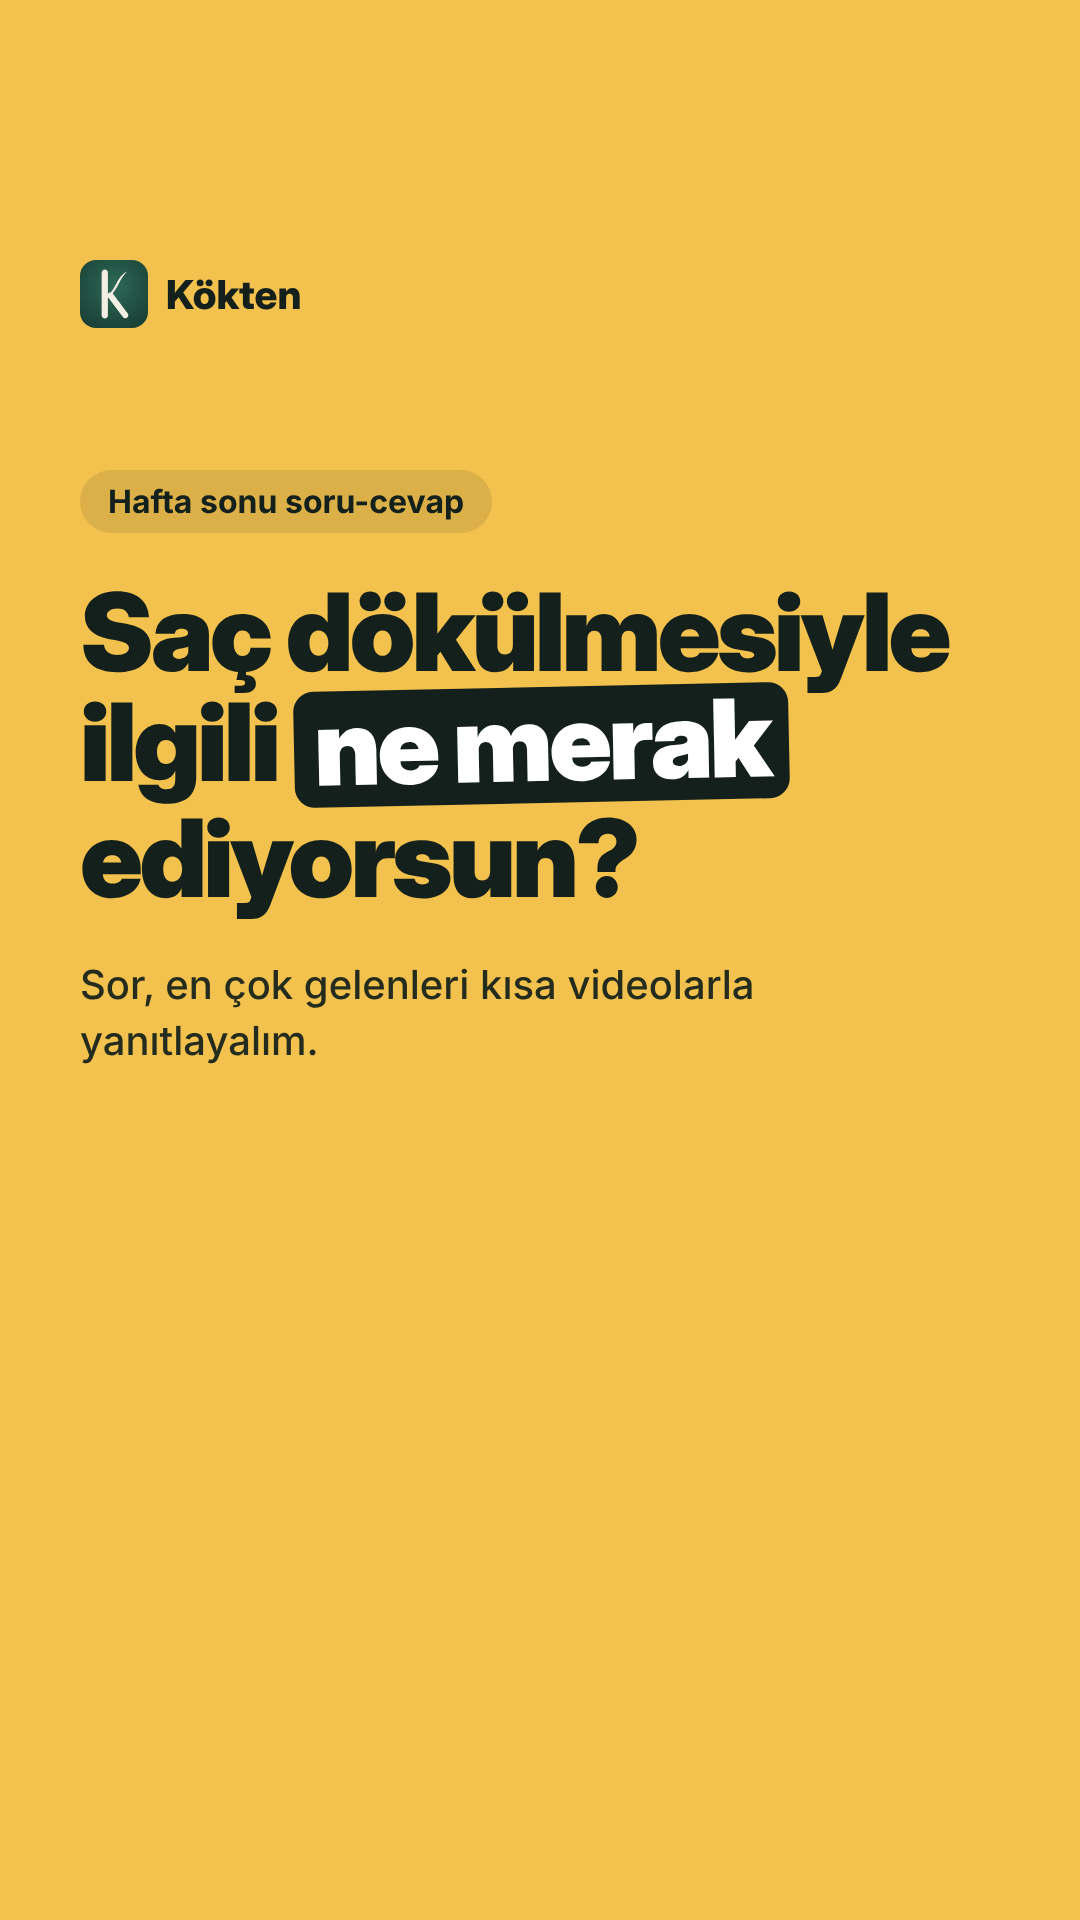 Kökten
Hafta sonu soru-cevap
Saç dökülmesiyle
ilgili ne merak
ediyorsun?
Sor, en çok gelenleri kısa videolarla
yanıtlayalım.